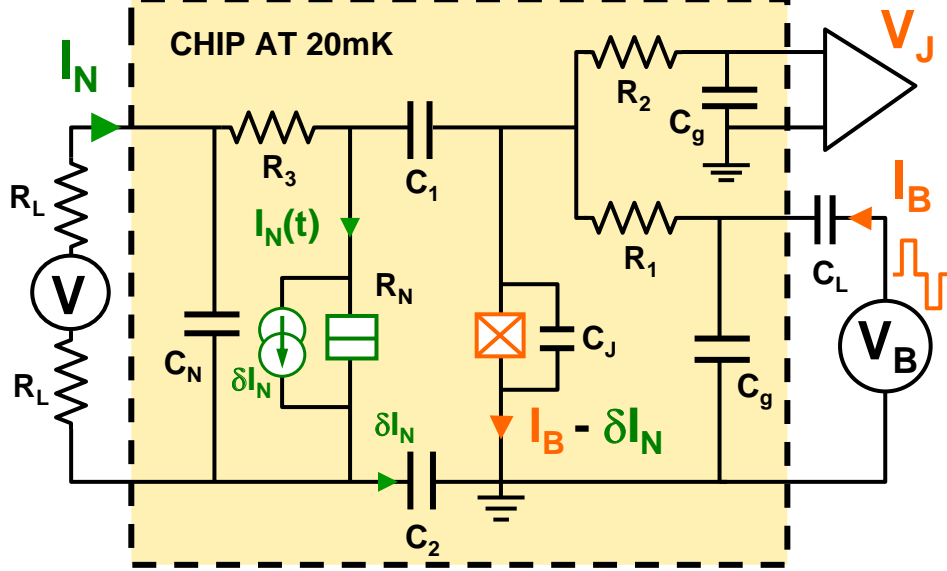 CHIP AT 20mK
V_J
I_N
R_2
C_g
R_3
C_1
R_L
I_B
I_N(t)
R_1
C_L
V
R_N
C_N
C_J
V_B
δI_N
R_L
C_g
δI_N
I_B - δI_N
C_2